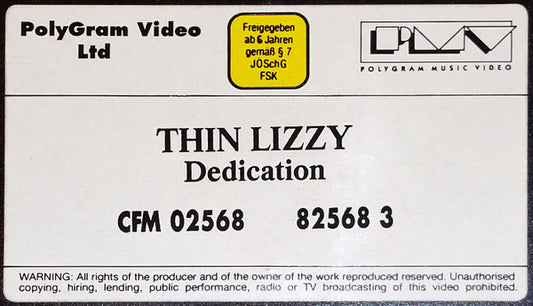 PolyGram Video
Ltd
Freigegeben
ab 6 Jahren
gemäß § 7
JÖSchG
FSK
PMV
POLYGRAM MUSIC VIDEO
THIN LIZZY
Dedication
CFM 02568 82568 3
WARNING: All rights of the producer and of the owner of the work reproduced reserved. Unauthorised
copying, hiring, lending, public performance, radio or TV broadcasting of this video prohibited.